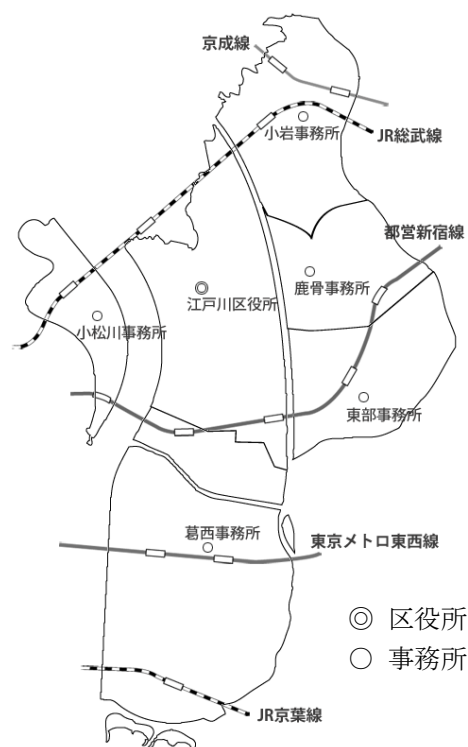 京成線
小岩事務所
JR総武線
都営新宿線
鹿骨事務所
江戸川区役所
小松川事務所
東部事務所
葛西事務所
東京メトロ東西線
◎ 区役所
○ 事務所
JR京葉線